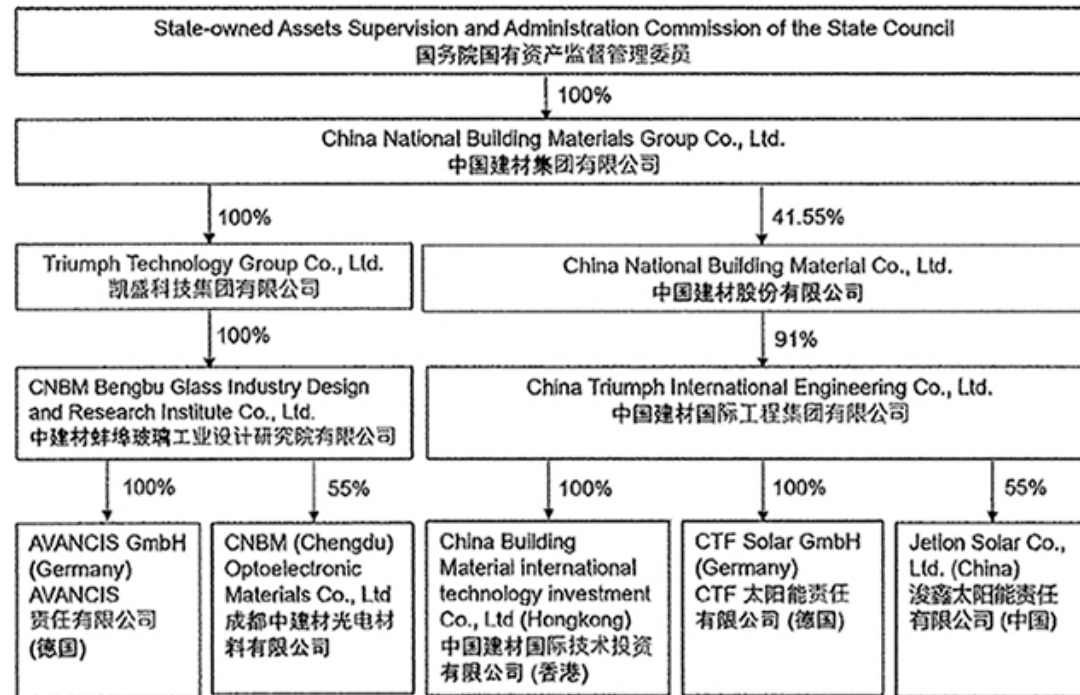 State-owned Assets Supervision and Administration Commission of the State Council
国务院国有资产监督管理委员
100%
China National Building Materials Group Co., Ltd.
中国建材集团有限公司
100%
41.55%
Triumph Technology Group Co., Ltd.
凯盛科技集团有限公司
China National Building Material Co., Ltd.
中国建材股份有限公司
100%
91%
CNBM Bengbu Glass Industry Design
and Research Institute Co., Ltd.
中建材蚌埠玻璃工业设计研究院有限公司
China Triumph International Engineering Co., Ltd.
中国建材国际工程集团有限公司
100%
55%
100%
100%
55%
AVANCIS GmbH
(Germany)
AVANCIS
责任有限公司
(德国)
CNBM (Chengdu)
Optoelectronic
Materials Co., Ltd
成都中建材光电材
料有限公司
China Building
Material international
technology investment
Co., Ltd (Hongkong)
中国建材国际技术投资
有限公司 (香港)
CTF Solar GmbH
(Germany)
CTF 太阳能责任
有限公司 (德国)
Jetion Solar Co.,
Ltd. (China)
浚鑫太阳能责任
有限公司 (中国)